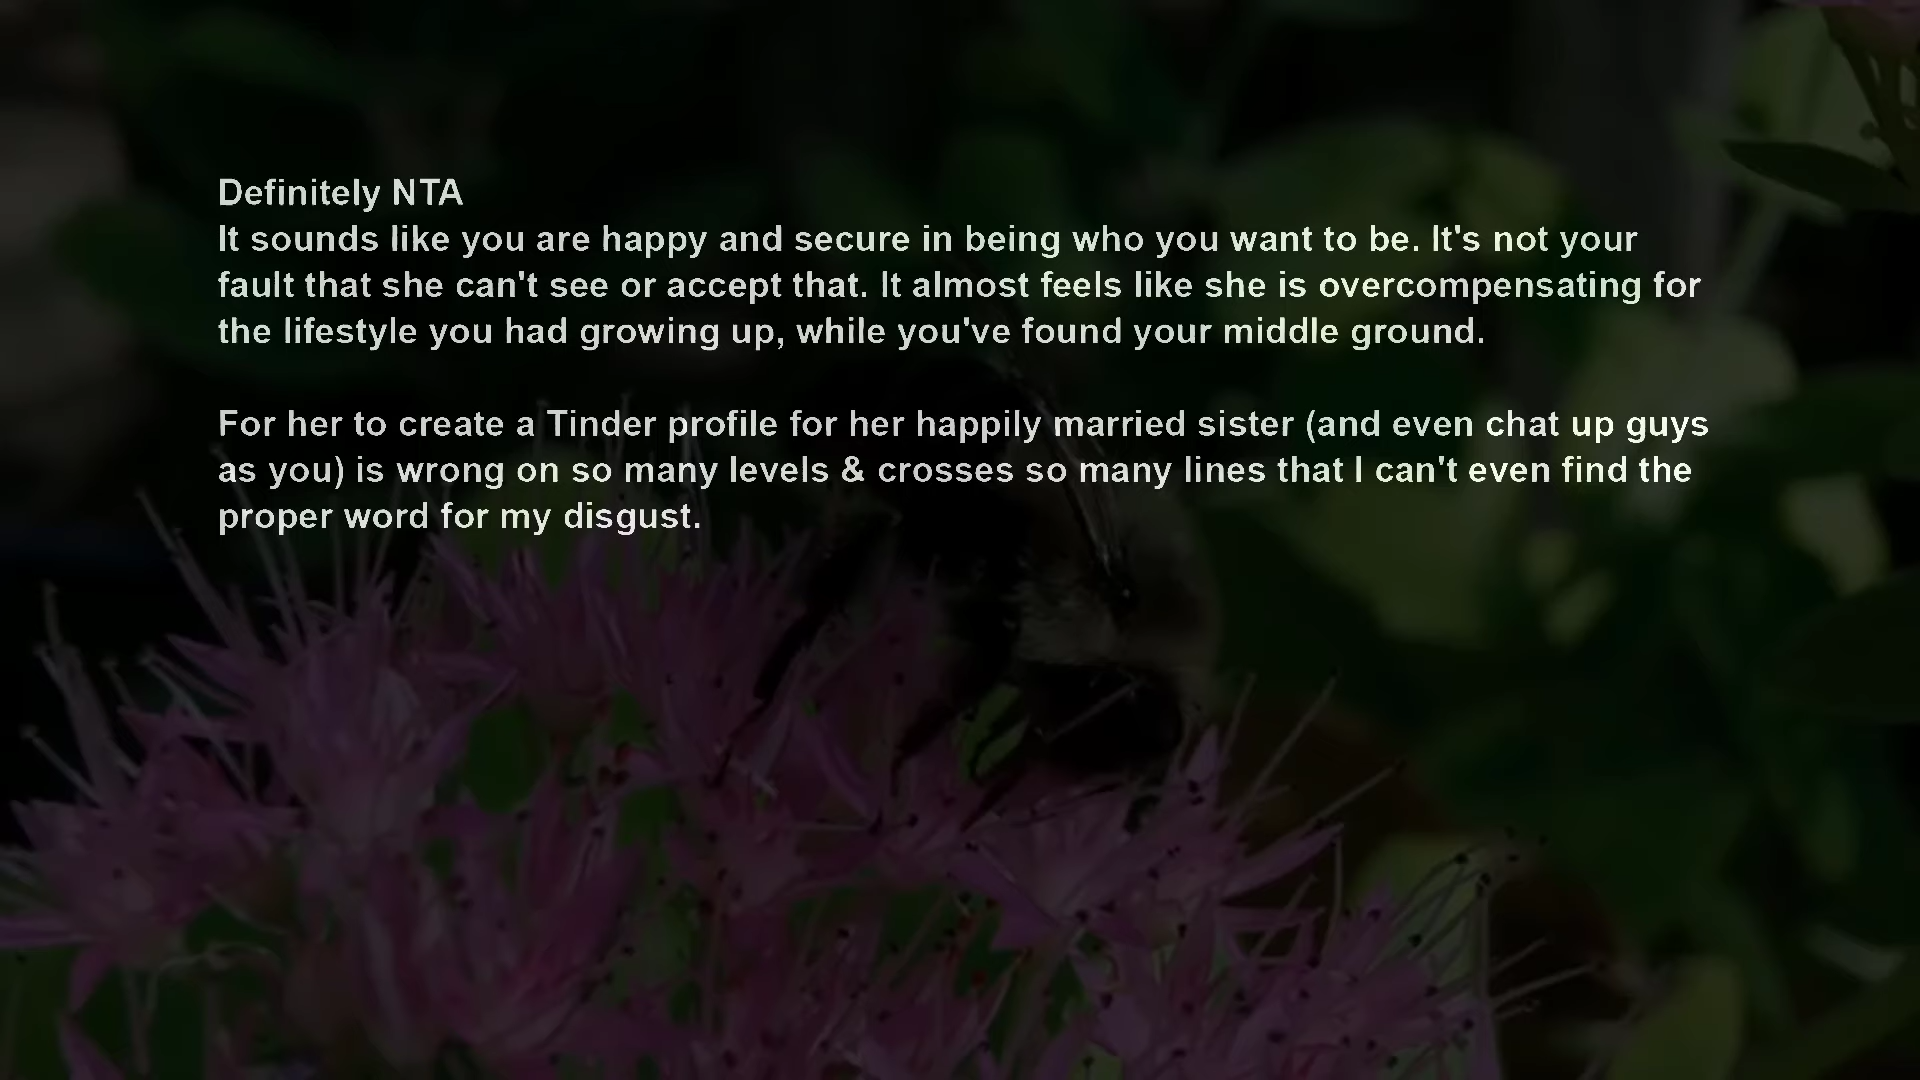 Definitely NTA
It sounds like you are happy and secure in being who you want to be. It's not your
fault that she can't see or accept that. It almost feels like she is overcompensating for
the lifestyle you had growing up, while you've found your middle ground.

For her to create a Tinder profile for her happily married sister (and even chat up guys
as you) is wrong on so many levels & crosses so many lines that I can't even find the
proper word for my disgust.